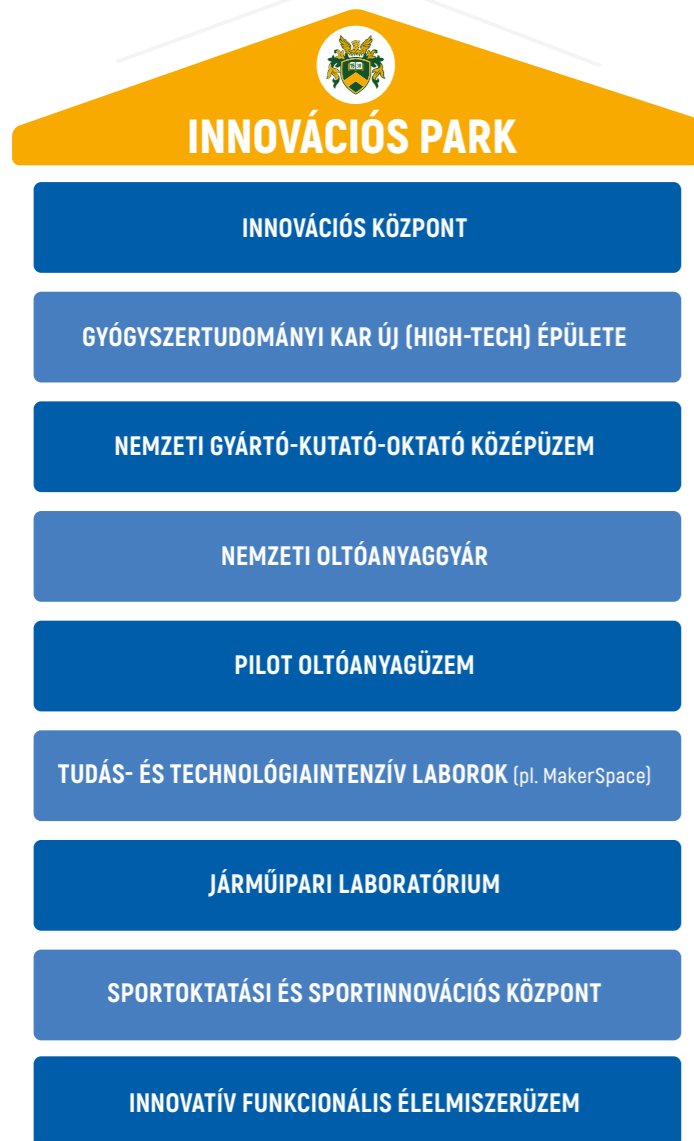 INNOVÁCIÓS PARK
INNOVÁCIÓS KÖZPONT
GYÓGYSZERTUDOMÁNYI KAR ÚJ (HIGH-TECH) ÉPÜLETE
NEMZETI GYÁRTÓ-KUTATÓ-OKTATÓ KÖZÉPÜZEM
NEMZETI OLTÓANYAGGYÁR
PILOT OLTÓANYAGÜZEM
TUDÁS- ÉS TECHNOLÓGIAINTENZÍV LABOROK (pl. MakerSpace)
JÁRMŰIPARI LABORATÓRIUM
SPORTOKTATÁSI ÉS SPORTINNOVÁCIÓS KÖZPONT
INNOVATÍV FUNKCIONÁLIS ÉLELMISZERÜZEM